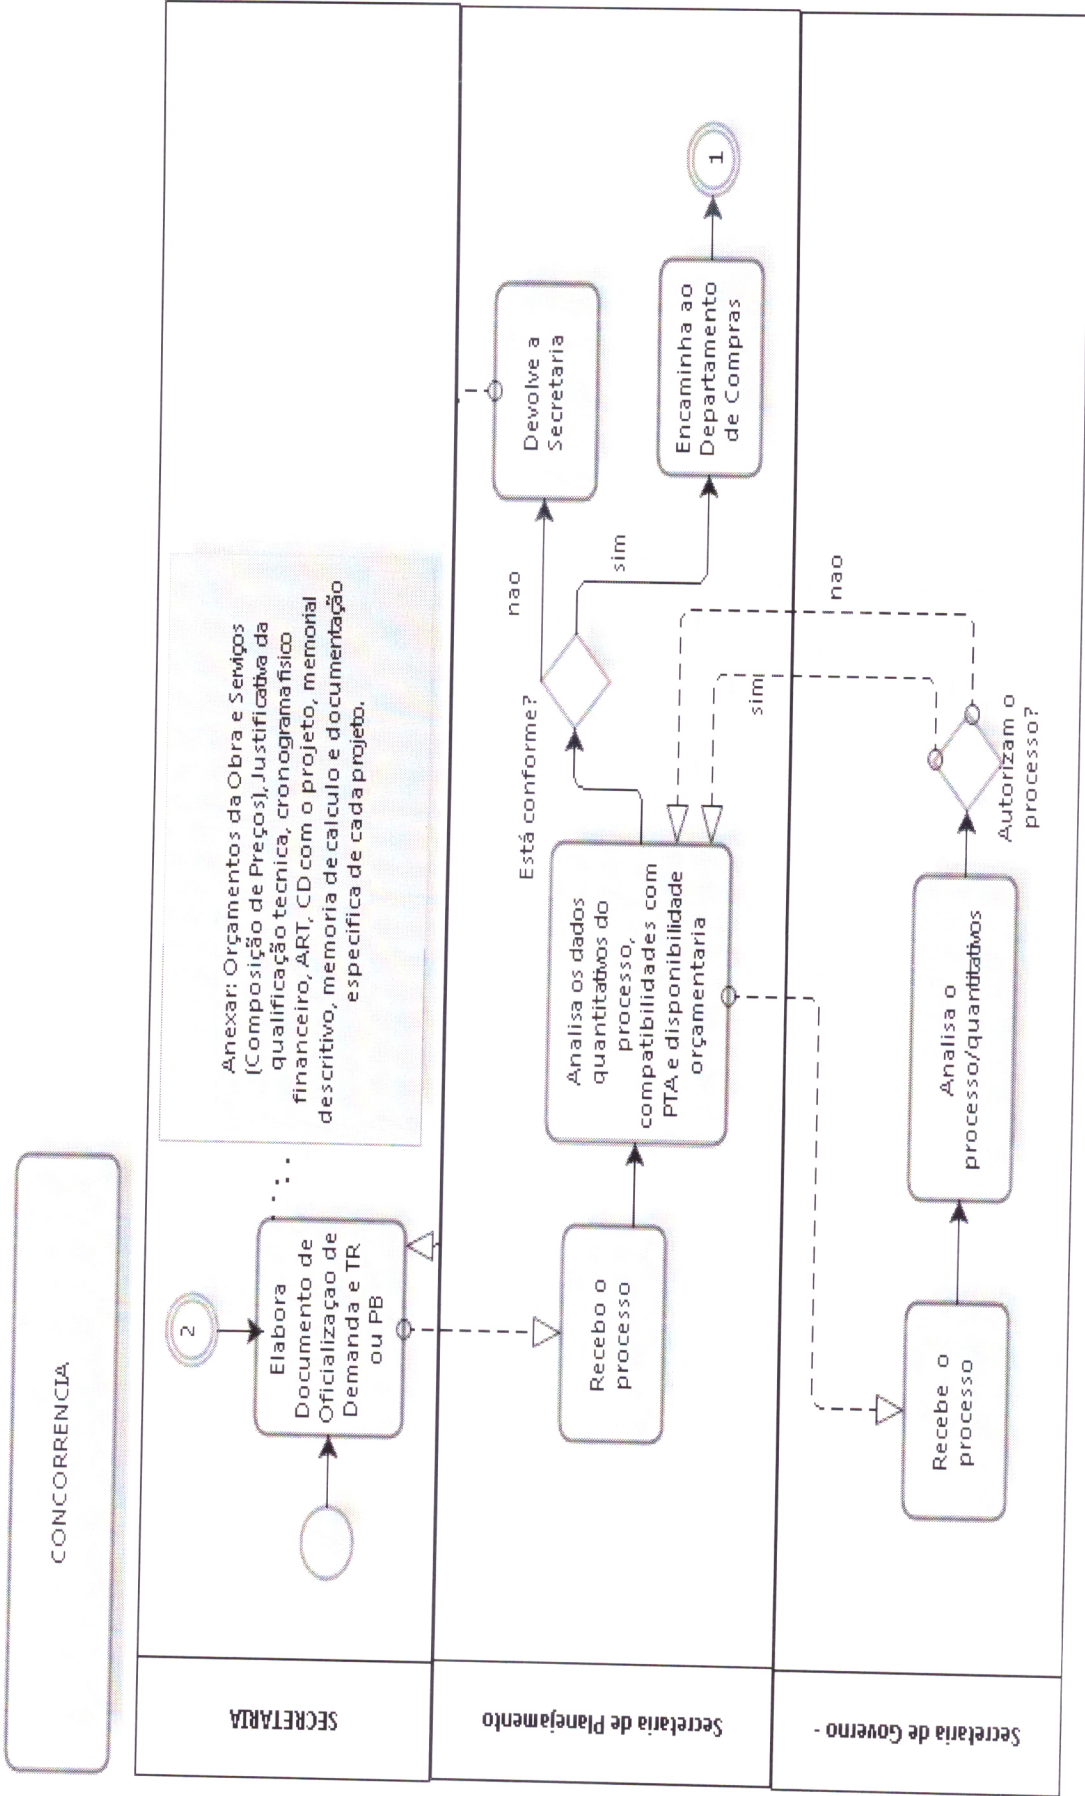 CONCORRENCIA
SECRETARIA
2
Elabora
Documento de
Oficialização de
Demanda e TR
ou PB
Anexar: Orçamentos da Obra e Serviços
(Composição de Preços), Justificativa da
qualificação tecnica, cronograma fisico
financeiro, ART, CD com o projeto, memorial
descritivo, memoria de calculo e documentação
especifica de cada projeto.
Secretaria de Planejamento
Recebo o
processo
Analisa os dados
quantitativos do
processo,
compatibilidades com
PTA e disponibilidade
orçamentaria
Está conforme?
nao
sim
Devolve a
Secretaria
Encaminha ao
Departamento
de Compras
1
Secretaria de Governo -
Recebe o
processo
Analisa o
processo/quantitativos
Autorizam o
processo?
sim
nao